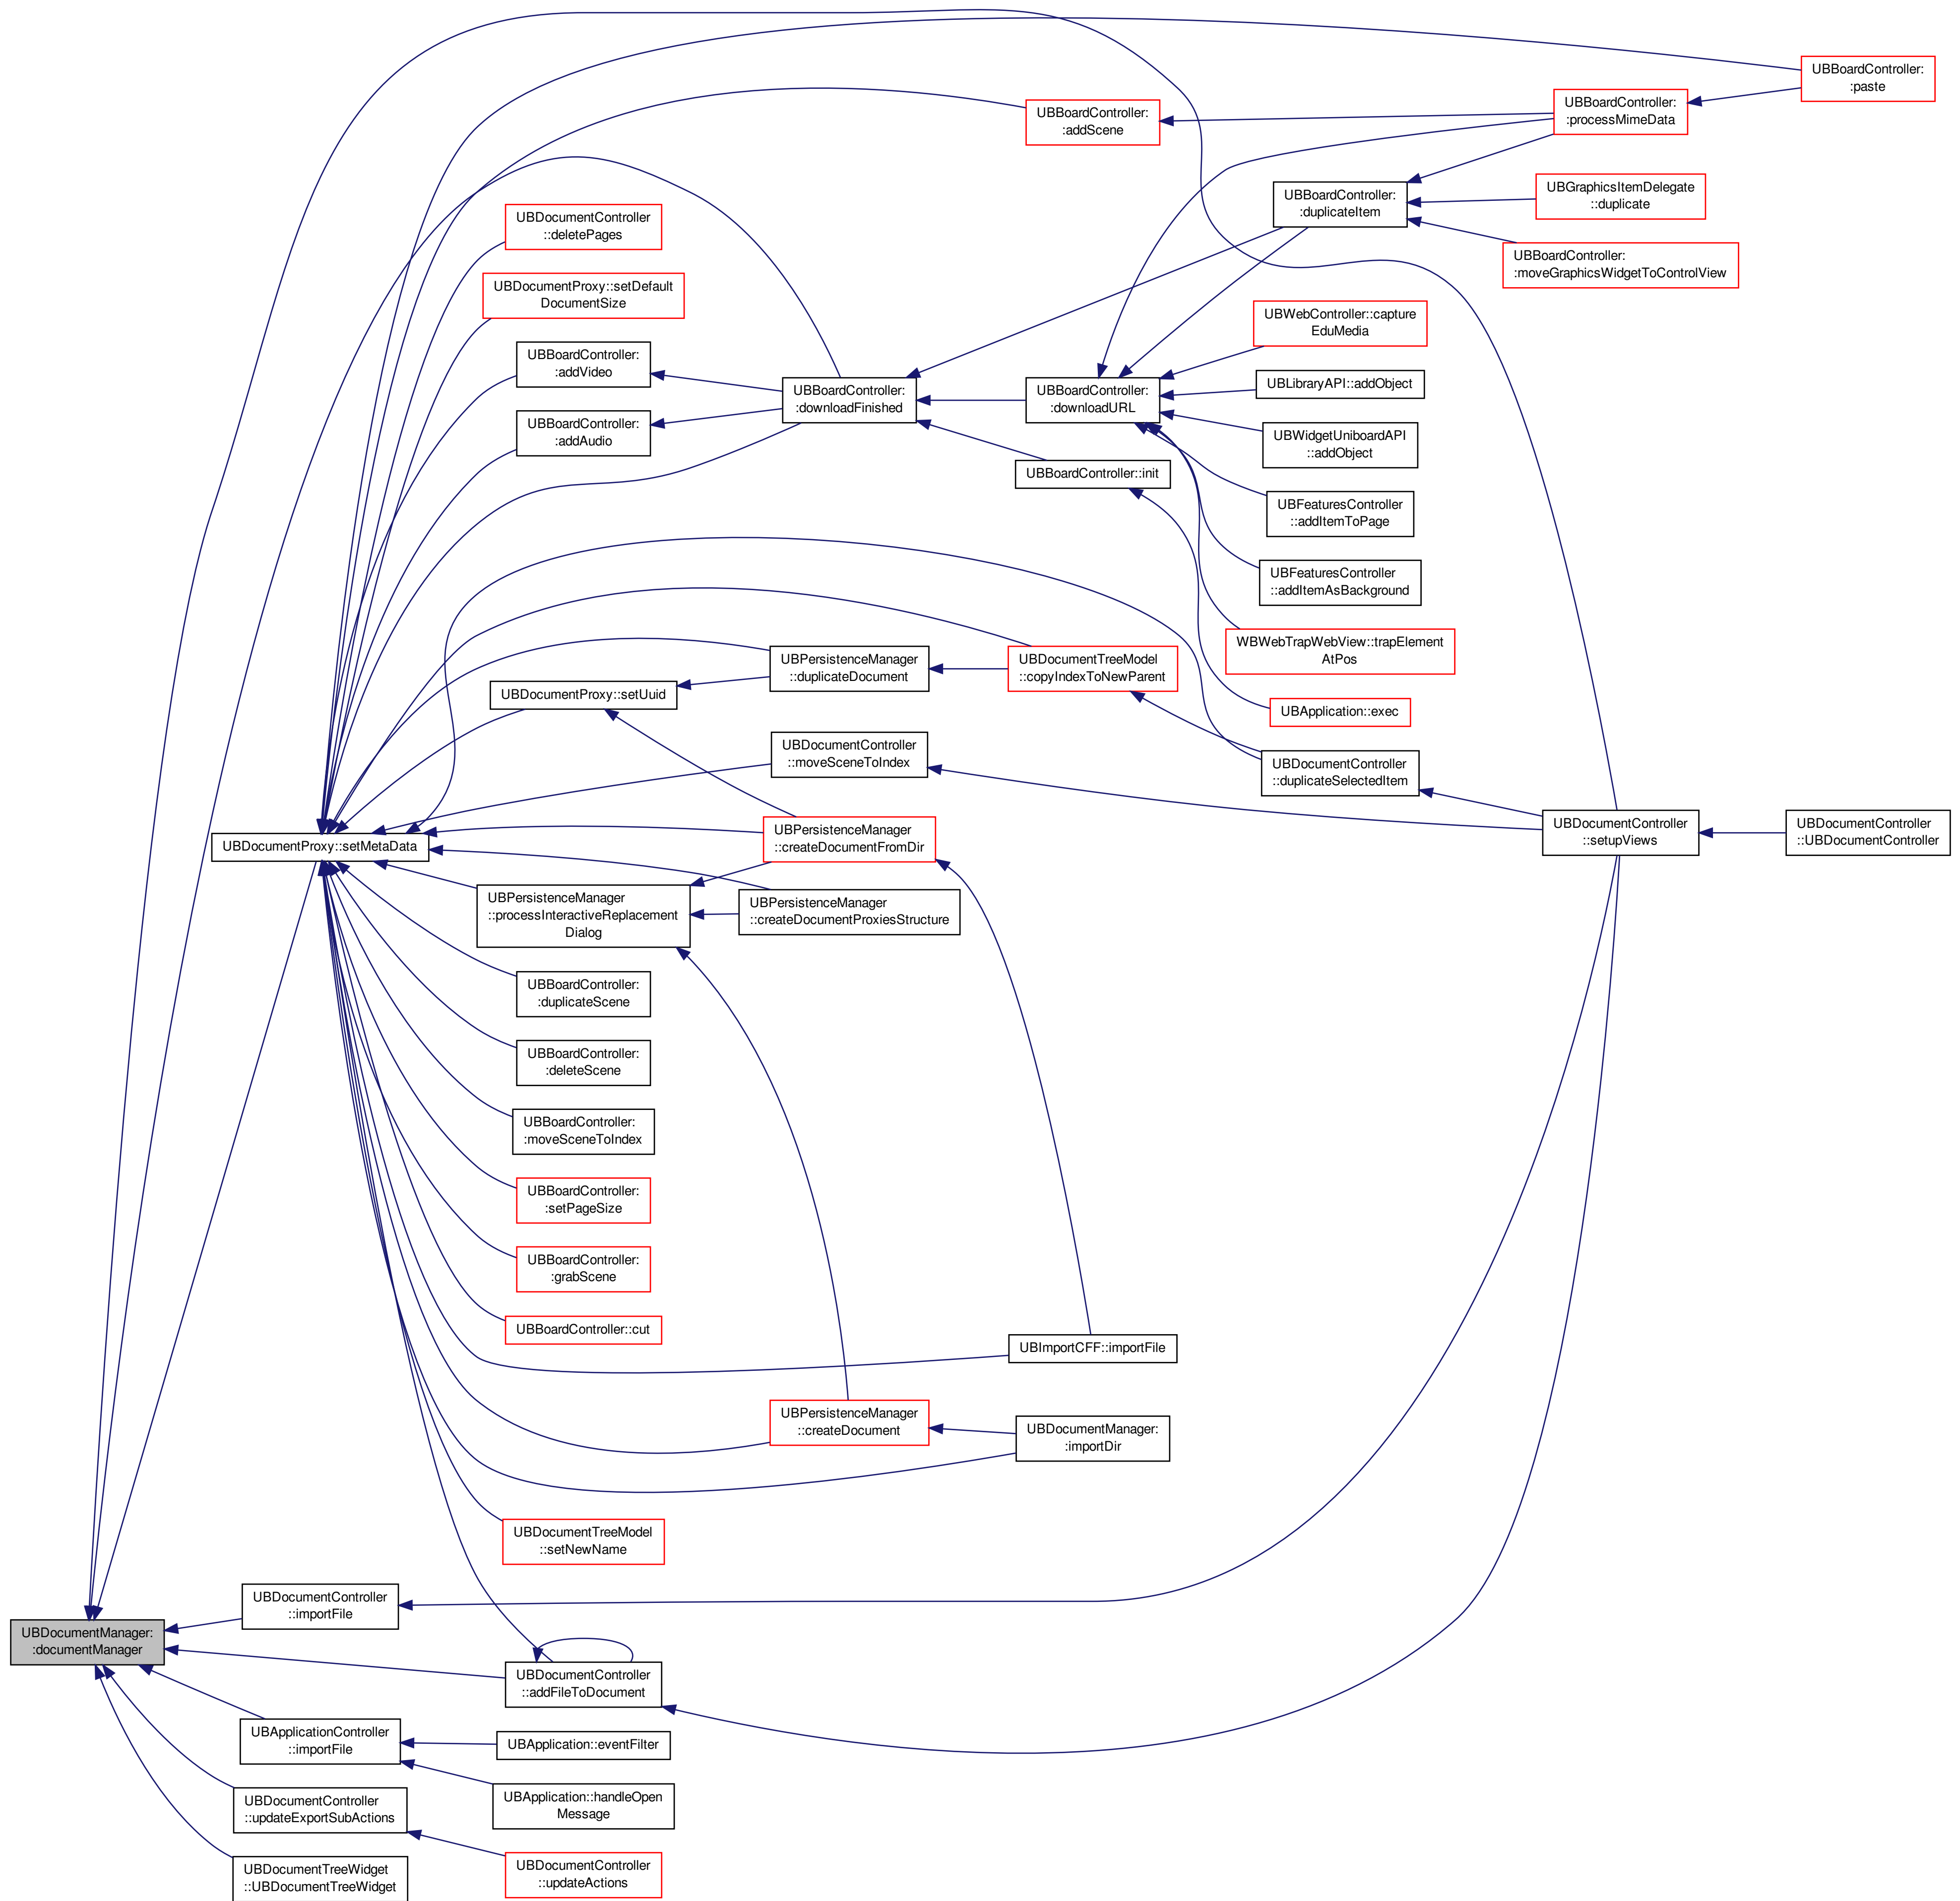 UBBoardController:
:paste
UBBoardController:
:processMimeData
UBBoardController:
:addScene
UBBoardController:
:duplicateItem
UBGraphicsItemDelegate
::duplicate
UBBoardController:
:moveGraphicsWidgetToControlView
UBDocumentController
::deletePages
UBDocumentProxy::setDefault
DocumentSize
UBBoardController:
:addVideo
UBBoardController:
:addAudio
UBBoardController:
:downloadFinished
UBBoardController:
:downloadURL
UBBoardController::init
UBWebController::capture
EduMedia
UBLibraryAPI::addObject
UBWidgetUniboardAPI
::addObject
UBFeaturesController
::addItemToPage
UBFeaturesController
::addItemAsBackground
WBWebTrapWebView::trapElement
AtPos
UBApplication::exec
UBPersistenceManager
::duplicateDocument
UBDocumentTreeModel
::copyIndexToNewParent
UBDocumentProxy::setUuid
UBDocumentController
::moveSceneToIndex
UBDocumentController
::duplicateSelectedItem
UBDocumentProxy::setMetaData
UBPersistenceManager
::createDocumentFromDir
UBDocumentController
::setupViews
UBDocumentController
::UBDocumentController
UBPersistenceManager
::processInteractiveReplacement
Dialog
UBPersistenceManager
::createDocumentProxiesStructure
UBBoardController:
:duplicateScene
UBBoardController:
:deleteScene
UBBoardController:
:moveSceneToIndex
UBBoardController:
:setPageSize
UBBoardController:
:grabScene
UBBoardController::cut
UBImportCFF::importFile
UBPersistenceManager
::createDocument
UBDocumentManager:
:importDir
UBDocumentTreeModel
::setNewName
UBDocumentController
::importFile
UBDocumentManager:
:documentManager
UBDocumentController
::addFileToDocument
UBApplicationController
::importFile
UBApplication::eventFilter
UBApplication::handleOpen
Message
UBDocumentController
::updateExportSubActions
UBDocumentController
::updateActions
UBDocumentTreeWidget
::UBDocumentTreeWidget